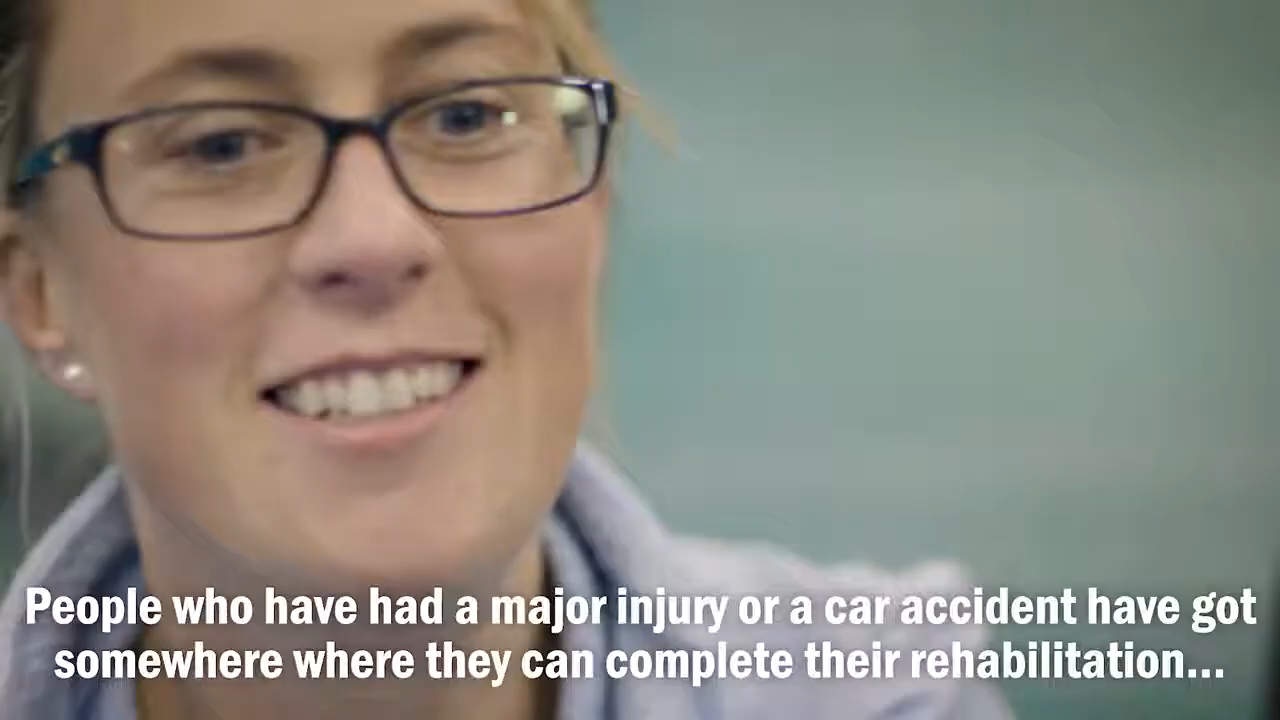 People who have had a major injury or a car accident have got
somewhere where they can complete their rehabilitation...